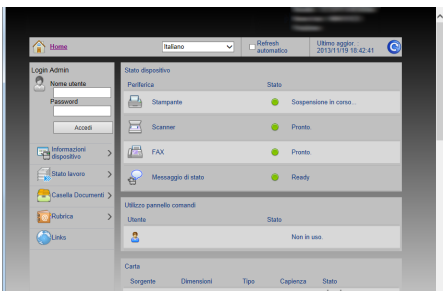 Home
Italiano
Refresh automatico
Ultimo aggior.
2013/11/19 18:42:41
Login Admin
Nome utente
Password
Accedi
Informazioni dispositivo
Stato lavoro
Casella Documenti
Rubrica
Links
Stato dispositivo
Periferica Stato
Stampante Sospensione in corso...
Scanner Pronto.
FAX Pronto.
Messaggio di stato Ready
Utilizzo pannello comandi
Utente Stato
Non in uso.
Carta
Sorgente Dimensioni Tipo Capienza Stato